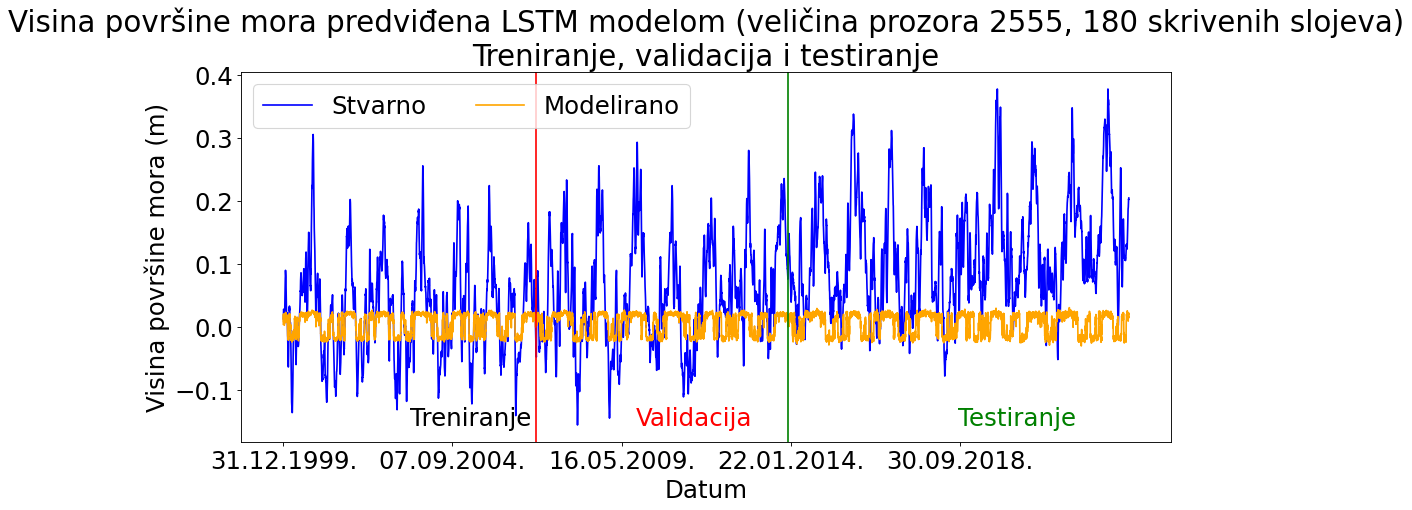 Visina površine mora predviđena LSTM modelom (veličina prozora 2555, 180 skrivenih slojeva)
Treniranje, validacija i testiranje
Stvarno
Modelirano
Visina površine mora (m)
0.4
0.3
0.2
0.1
0.0
−0.1
Treniranje
Validacija
Testiranje
31.12.1999.
07.09.2004.
16.05.2009.
22.01.2014.
30.09.2018.
Datum